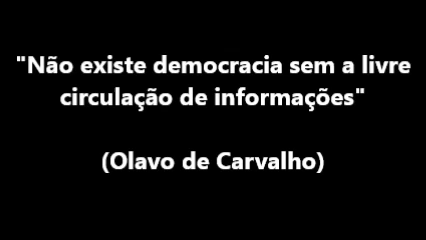 "Não existe democracia sem a livre
circulação de informações"
(Olavo de Carvalho)